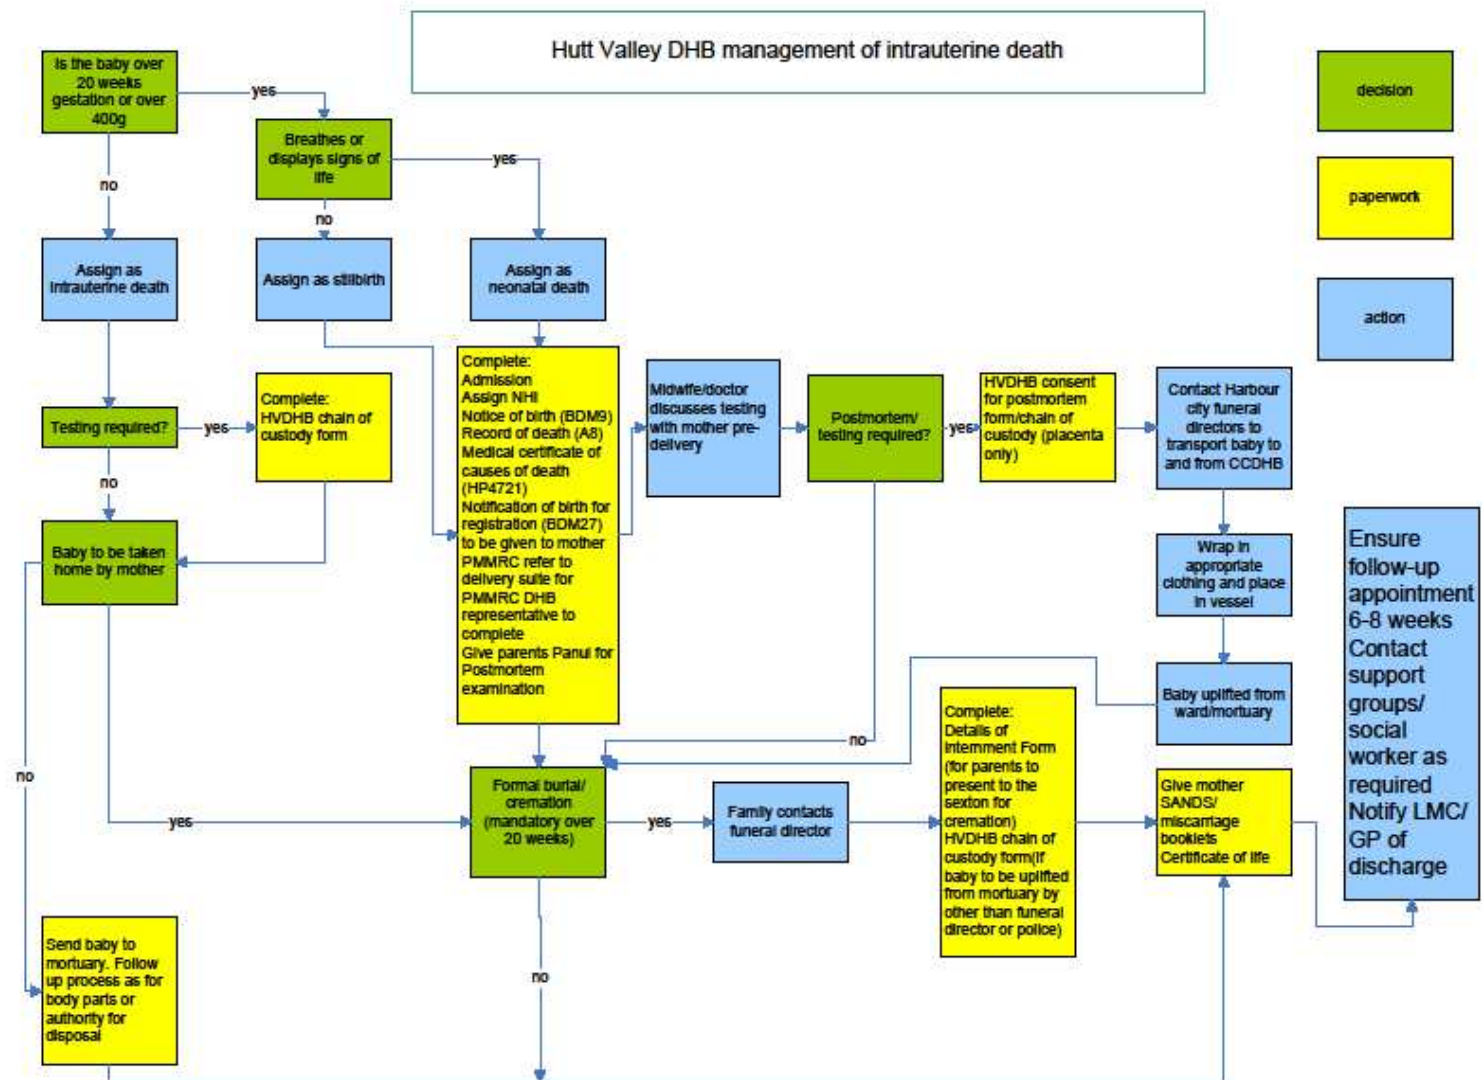 Hutt Valley DHB management of intrauterine death
Is the baby over
20 weeks
gestation or over
400g
yes
no
Breathes or
displays signs of
life
yes
no
decision
paperwork
action
Assign as
intrauterine death
Assign as stillbirth
Assign as
neonatal death
Testing required?
yes
no
Complete:
HVDHB chain of
custody form
Complete:
Admission
Assign NHI
Notice of birth (BDM9)
Record of death (A8)
Medical certificate of
causes of death
(HP4721)
Notification of birth for
registration (BDM27)
to be given to mother
PMMRC refer to
delivery suite for
PMMRC DHB
representative to
complete
Give parents Panui for
Postmortem
examination
Midwife/doctor
discusses testing
with mother pre-
delivery
Postmortem/
testing required?
yes
no
HVDHB consent
for postmortem
form/chain of
custody (placenta
only)
Contact Harbour
city funeral
directors to
transport baby to
and from CCDHB
Wrap in
appropriate
clothing and place
in vessel
Baby uplifted from
ward/mortuary
Baby to be taken
home by mother
no
yes
Formal burial/
cremation
(mandatory over
20 weeks)
yes
no
Family contacts
funeral director
Complete:
Details of
Internment Form
(for parents to
present to the
sexton for
cremation)
HVDHB chain of
custody form(if
baby to be uplifted
from mortuary by
other than funeral
director or police)
Give mother
SANDS/
miscarriage
booklets
Certificate of life
Ensure
follow-up
appointment
6-8 weeks
Contact
support
groups/
social
worker as
required
Notify LMC/
GP of
discharge
Send baby to
mortuary. Follow
up process as for
body parts or
authority for
disposal